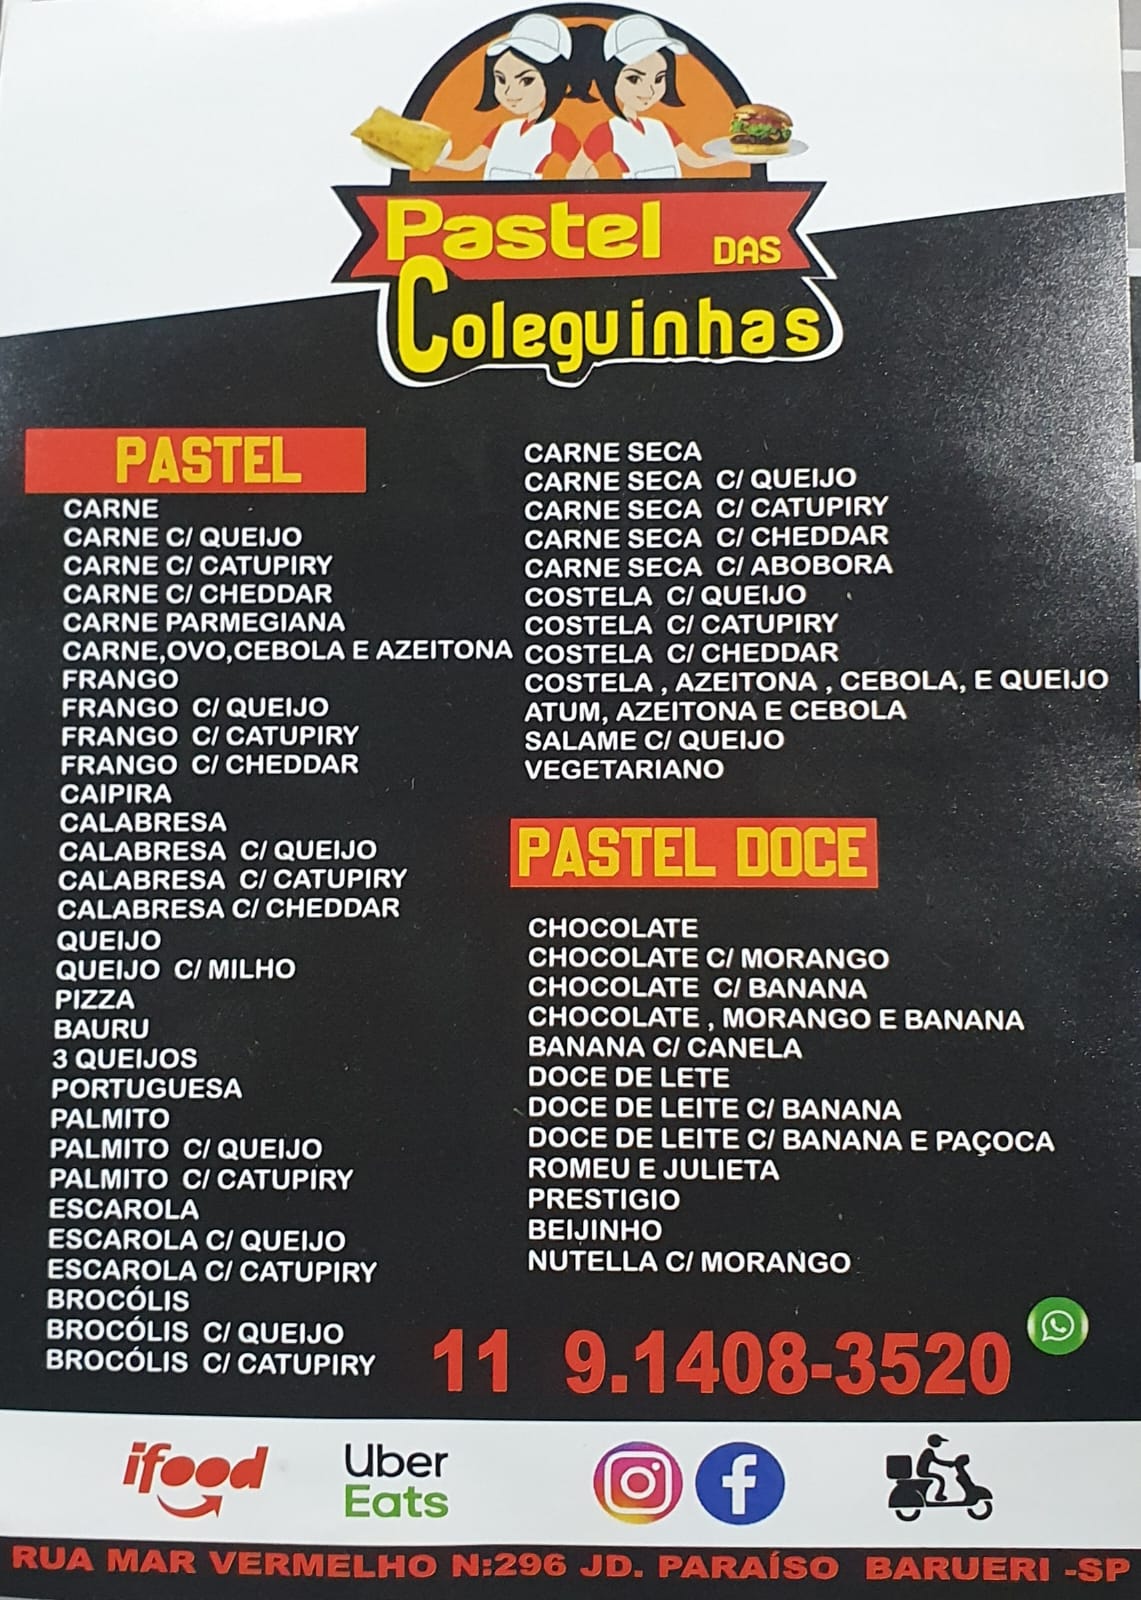 Pastel DAS
Coleguinhas
PASTEL
CARNE
CARNE C/ QUEIJO
CARNE C/ CATUPIRY
CARNE C/ CHEDDAR
CARNE PARMEGIANA
CARNE,OVO,CEBOLA E AZEITONA
FRANGO
FRANGO C/ QUEIJO
FRANGO C/ CATUPIRY
FRANGO C/ CHEDDAR
CAIPIRA
CALABRESA
CALABRESA C/ QUEIJO
CALABRESA C/ CATUPIRY
CALABRESA C/ CHEDDAR
QUEIJO
QUEIJO C/ MILHO
PIZZA
BAURU
3 QUEIJOS
PORTUGUESA
PALMITO
PALMITO C/ QUEIJO
PALMITO C/ CATUPIRY
ESCAROLA
ESCAROLA C/ QUEIJO
ESCAROLA C/ CATUPIRY
BROCÓLIS
BROCÓLIS C/ QUEIJO
BROCÓLIS C/ CATUPIRY
CARNE SECA
CARNE SECA C/ QUEIJO
CARNE SECA C/ CATUPIRY
CARNE SECA C/ CHEDDAR
CARNE SECA C/ ABOBORA
COSTELA C/ QUEIJO
COSTELA C/ CATUPIRY
COSTELA C/ CHEDDAR
COSTELA , AZEITONA , CEBOLA, E QUEIJO
ATUM, AZEITONA E CEBOLA
SALAME C/ QUEIJO
VEGETARIANO
PASTEL DOCE
CHOCOLATE
CHOCOLATE C/ MORANGO
CHOCOLATE C/ BANANA
CHOCOLATE , MORANGO E BANANA
BANANA C/ CANELA
DOCE DE LETE
DOCE DE LEITE C/ BANANA
DOCE DE LEITE C/ BANANA E PAÇOCA
ROMEU E JULIETA
PRESTIGIO
BEIJINHO
NUTELLA C/ MORANGO
11 9.1408-3520
ifood
Uber
Eats
RUA MAR VERMELHO N:296 JD. PARAÍSO BARUERI -SP